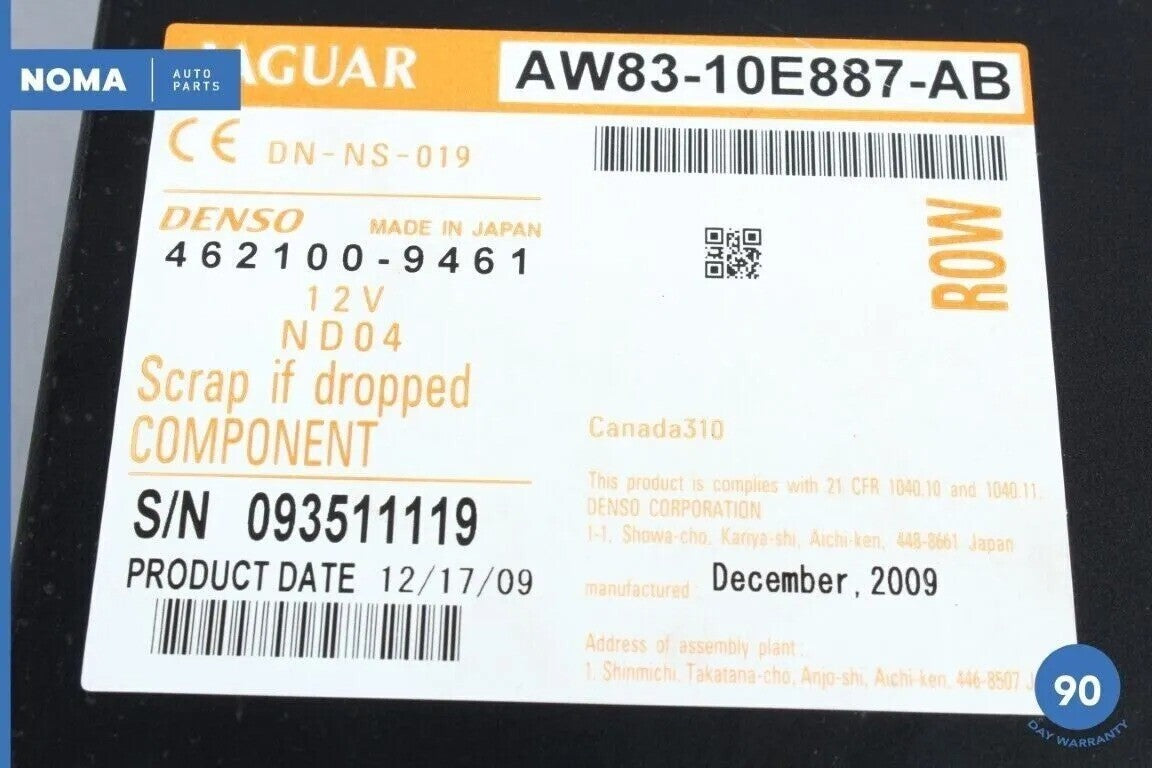 NOMA AUTO PARTS
AGUAR AW83-10E887-AB
CE DN-NS-019
DENSO MADE IN JAPAN
462100-9461
12V
ND04
Scrap if dropped
COMPONENT
S/N 093511119
PRODUCT DATE 12/17/09
ROW
Canada310
This product is complies with 21 CFR 1040.10 and 1040.11.
DENSO CORPORATION
1-1, Showa-cho, Kariya-shi, Aichi-ken, 448-8661 Japan
manufactured: December, 2009
Address of assembly plant:
1, Shinmichi, Takatana-cho, Anjo-shi, Aichi-ken, 446-8507 J
90
DAY WARRANTY